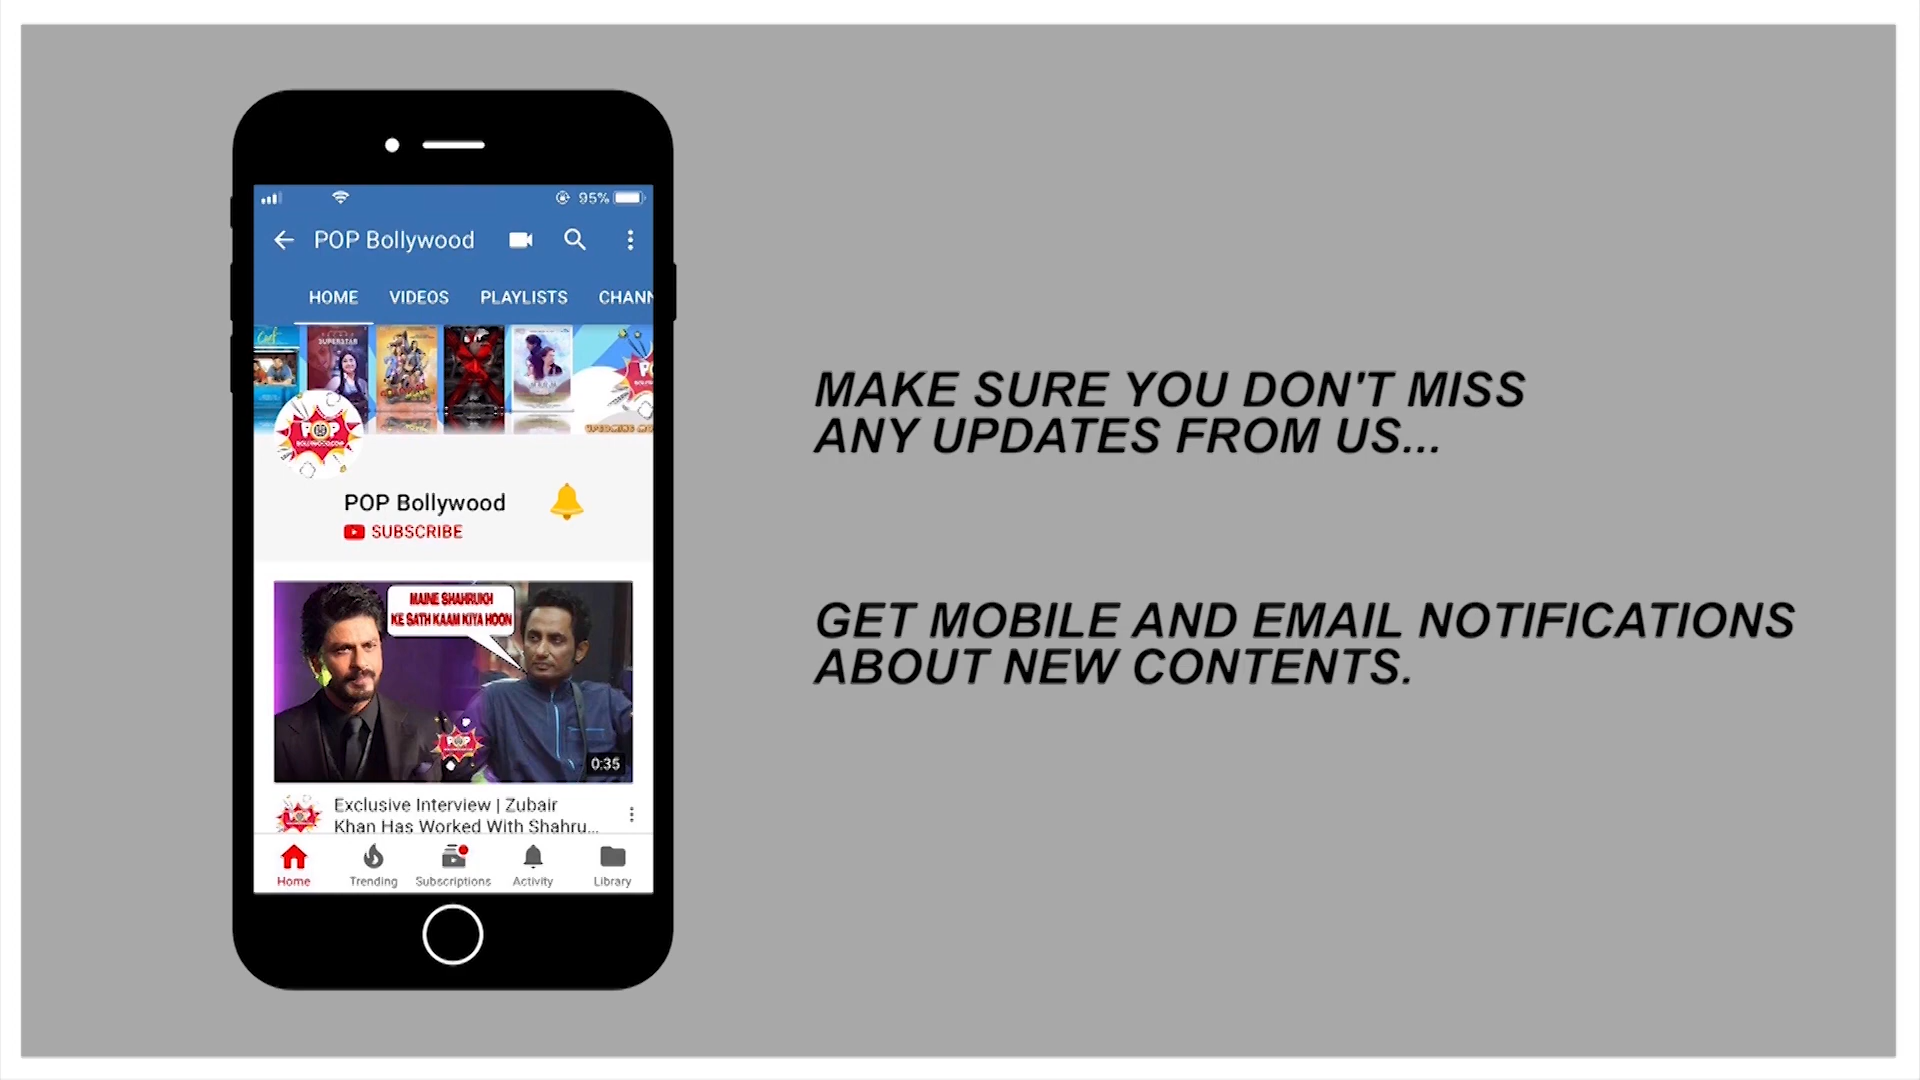 95%
POP Bollywood
HOME VIDEOS PLAYLISTS CHANN
SUPERSTAR
POP Bollywood
SUBSCRIBE
MAINE SHAHRUKH
KE SATH KAAM KIYA HOON
POP
0:35
Exclusive Interview | Zubair
Khan Has Worked With Shahru...
Home Trending Subscriptions Activity Library
MAKE SURE YOU DON'T MISS
ANY UPDATES FROM US...
GET MOBILE AND EMAIL NOTIFICATIONS
ABOUT NEW CONTENTS.